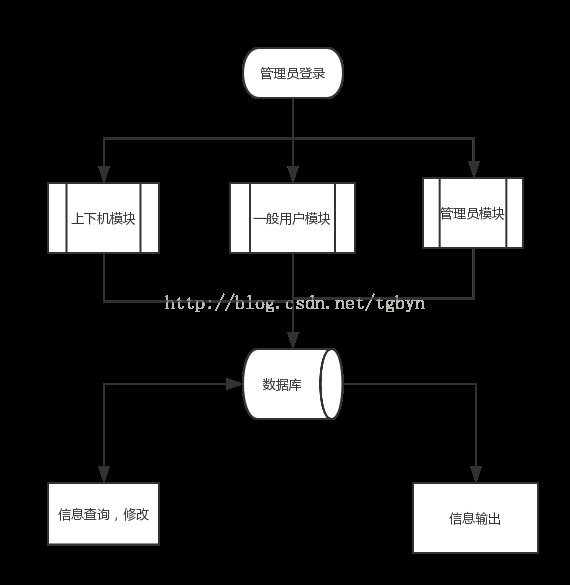 管理员登录
上下机模块
一般用户模块
管理员模块
http://blog.csdn.net/tgbyn
数据库
信息查询，修改
信息输出